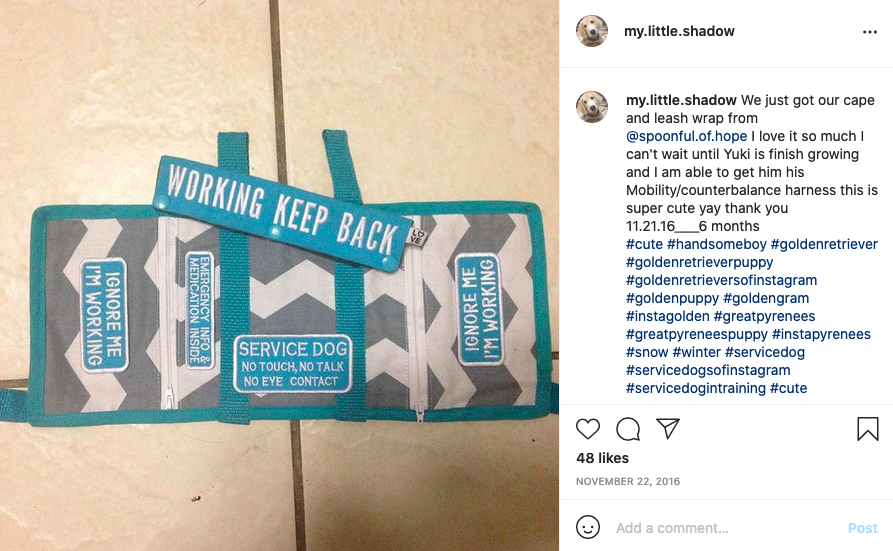 my.little.shadow
my.little.shadow We just got our cape
and leash wrap from
@spoonful.of.hope I love it so much I
can't wait until Yuki is finish growing
and I am able to get him his
Mobility/counterbalance harness this is
super cute yay thank you
11.21.16____6 months
#cute #handsomeboy #goldenretriever
#goldenretrieverpuppy
#goldenretrieversofinstagram
#goldenpuppy #goldengram
#instagolden #greatpyrenees
#greatpyreneespuppy #instapyrenees
#snow #winter #servicedog
#servicedogsofinstagram
#servicedogintraining #cute
48 likes
NOVEMBER 22, 2016
Add a comment...
Post
WORKING KEEP BACK
LO
VE
IGNORE ME
I'M WORKING
EMERGENCY INFO &
MEDICATION INSIDE
SERVICE DOG
NO TOUCH, NO TALK
NO EYE CONTACT
IGNORE ME
I'M WORKING